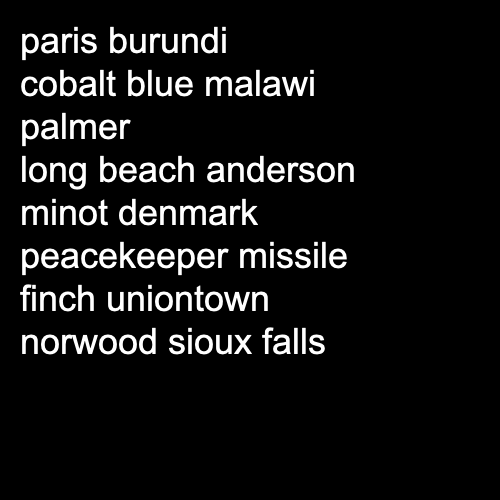 paris burundi
cobalt blue malawi
palmer
long beach anderson
minot denmark
peacekeeper missile
finch uniontown
norwood sioux falls